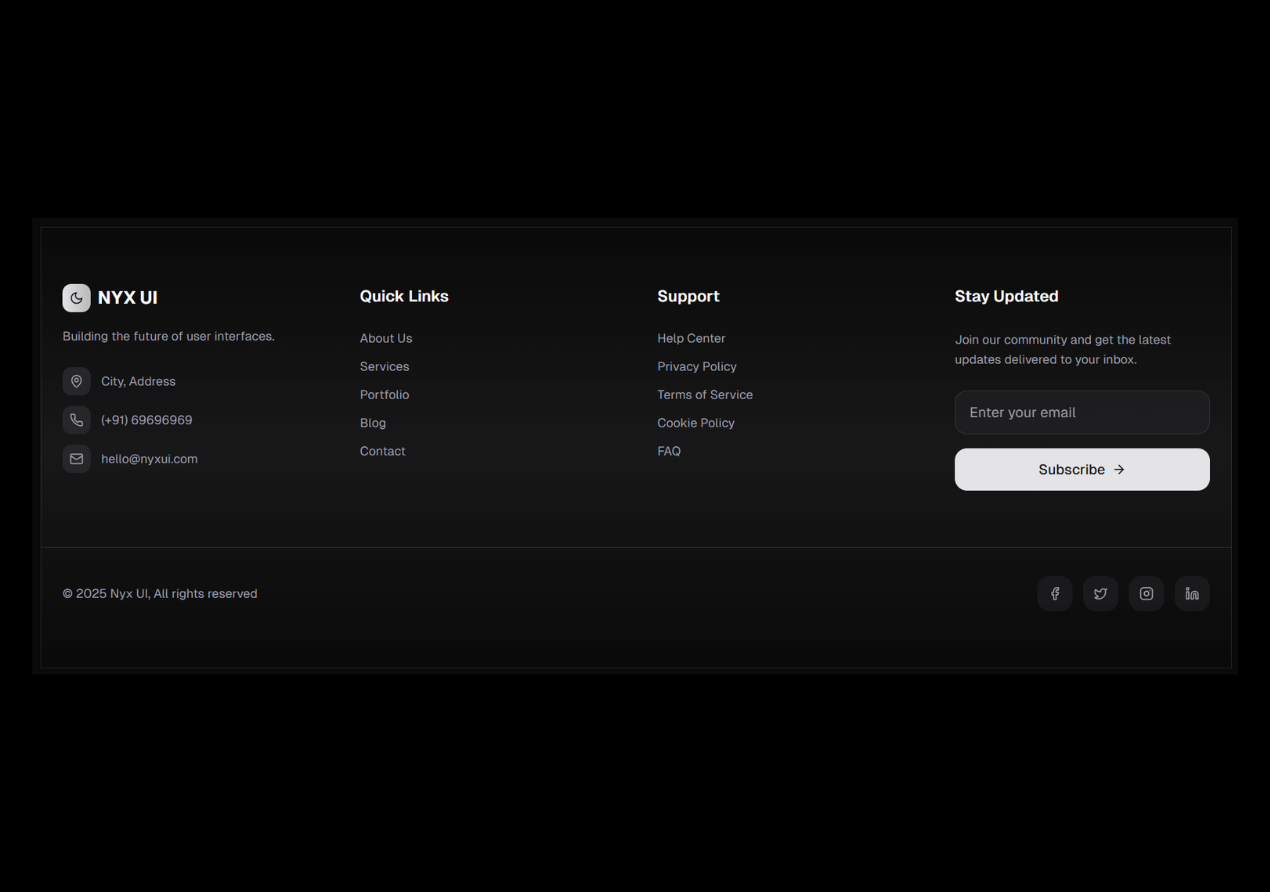 NYX UI
Building the future of user interfaces.
City, Address
(+91) 69696969
hello@nyxui.com
Quick Links
About Us
Services
Portfolio
Blog
Contact
Support
Help Center
Privacy Policy
Terms of Service
Cookie Policy
FAQ
Stay Updated
Join our community and get the latest
updates delivered to your inbox.
Enter your email
Subscribe →
© 2025 Nyx UI, All rights reserved